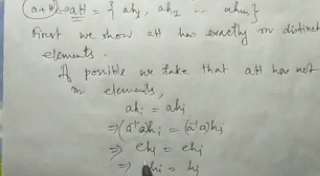 aH = { ah₁, ah₂ ... ahₘ}
First we show aH has exactly m distinct
elements.
If possible we take that aH has not
m elements,
ahᵢ = ahⱼ
⇒ (a⁻¹a)hᵢ = (a⁻¹a)hⱼ
⇒ ehᵢ = ehⱼ
⇒ hᵢ = hⱼ